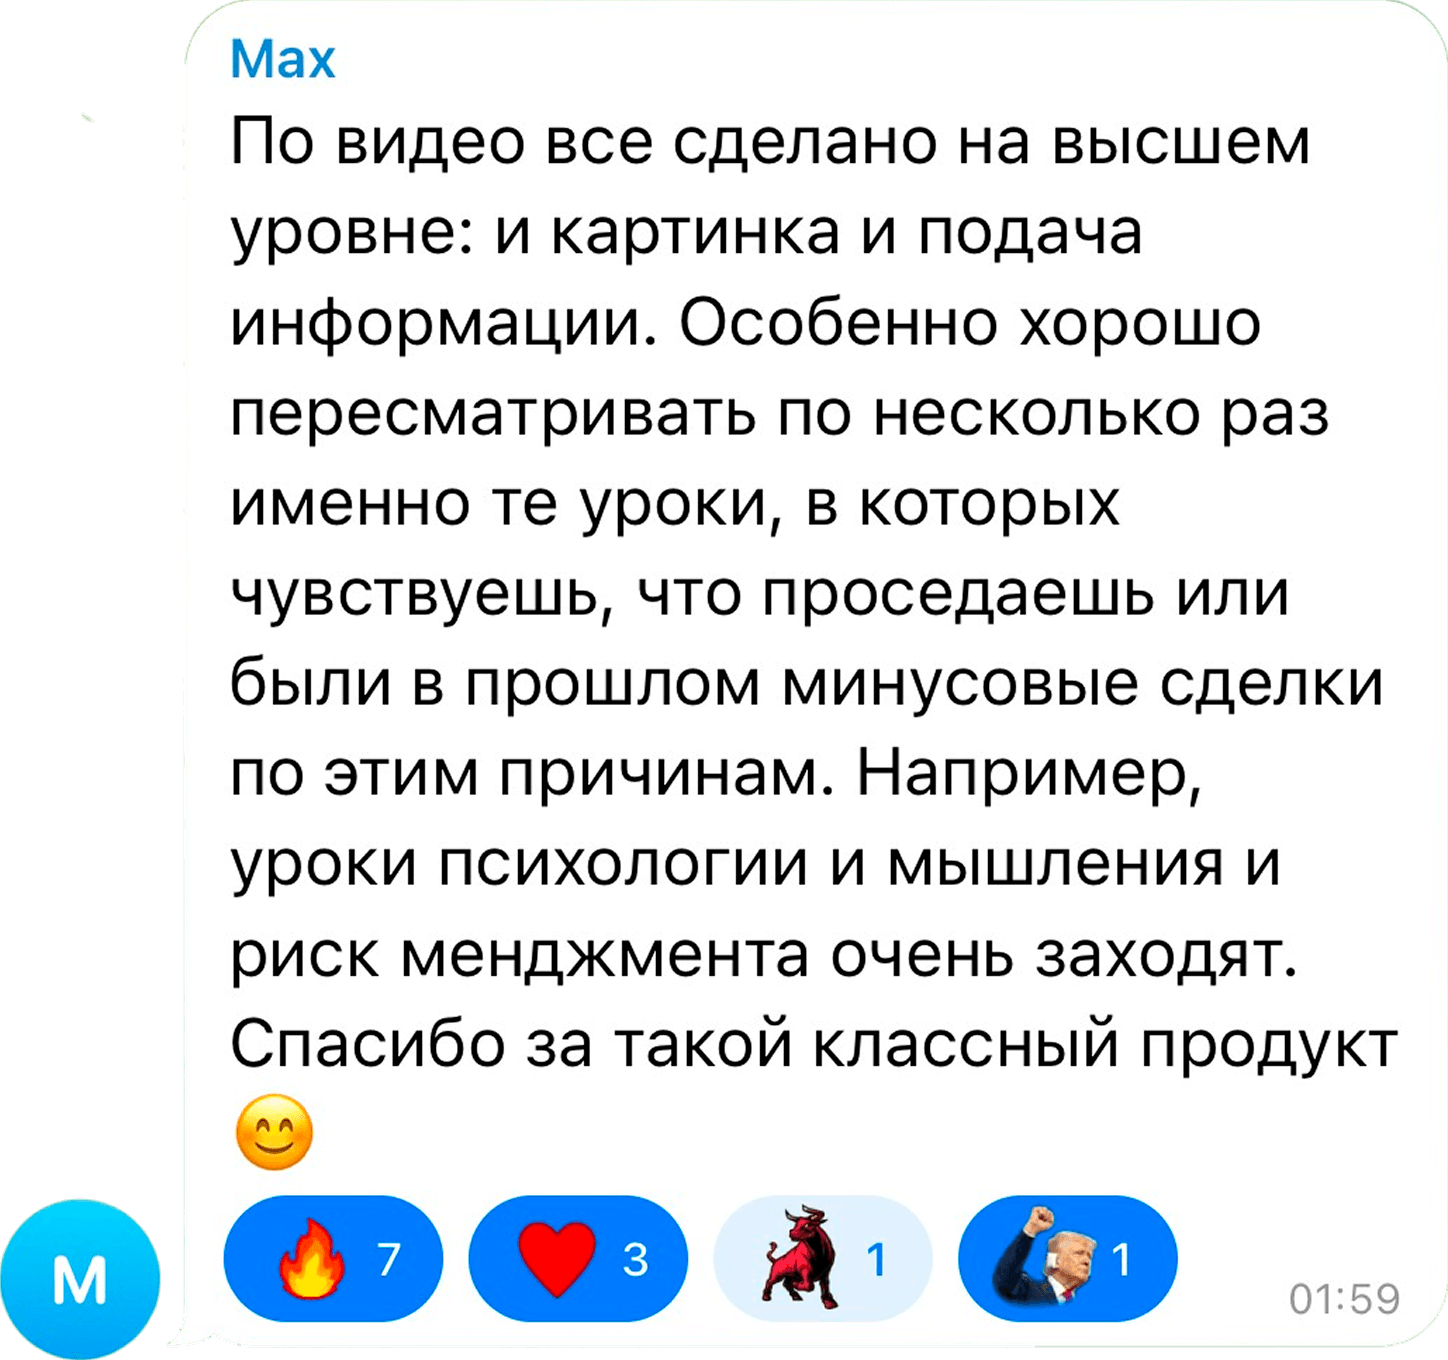 Max
По видео все сделано на высшем
уровне: и картинка и подача
информации. Особенно хорошо
пересматривать по несколько раз
именно те уроки, в которых
чувствуешь, что проседаешь или
были в прошлом минусовые сделки
по этим причинам. Например,
уроки психологии и мышления и
риск менджмента очень заходят.
Спасибо за такой классный продукт
😊
M
🔥 7 ❤️ 3 1 1
01:59